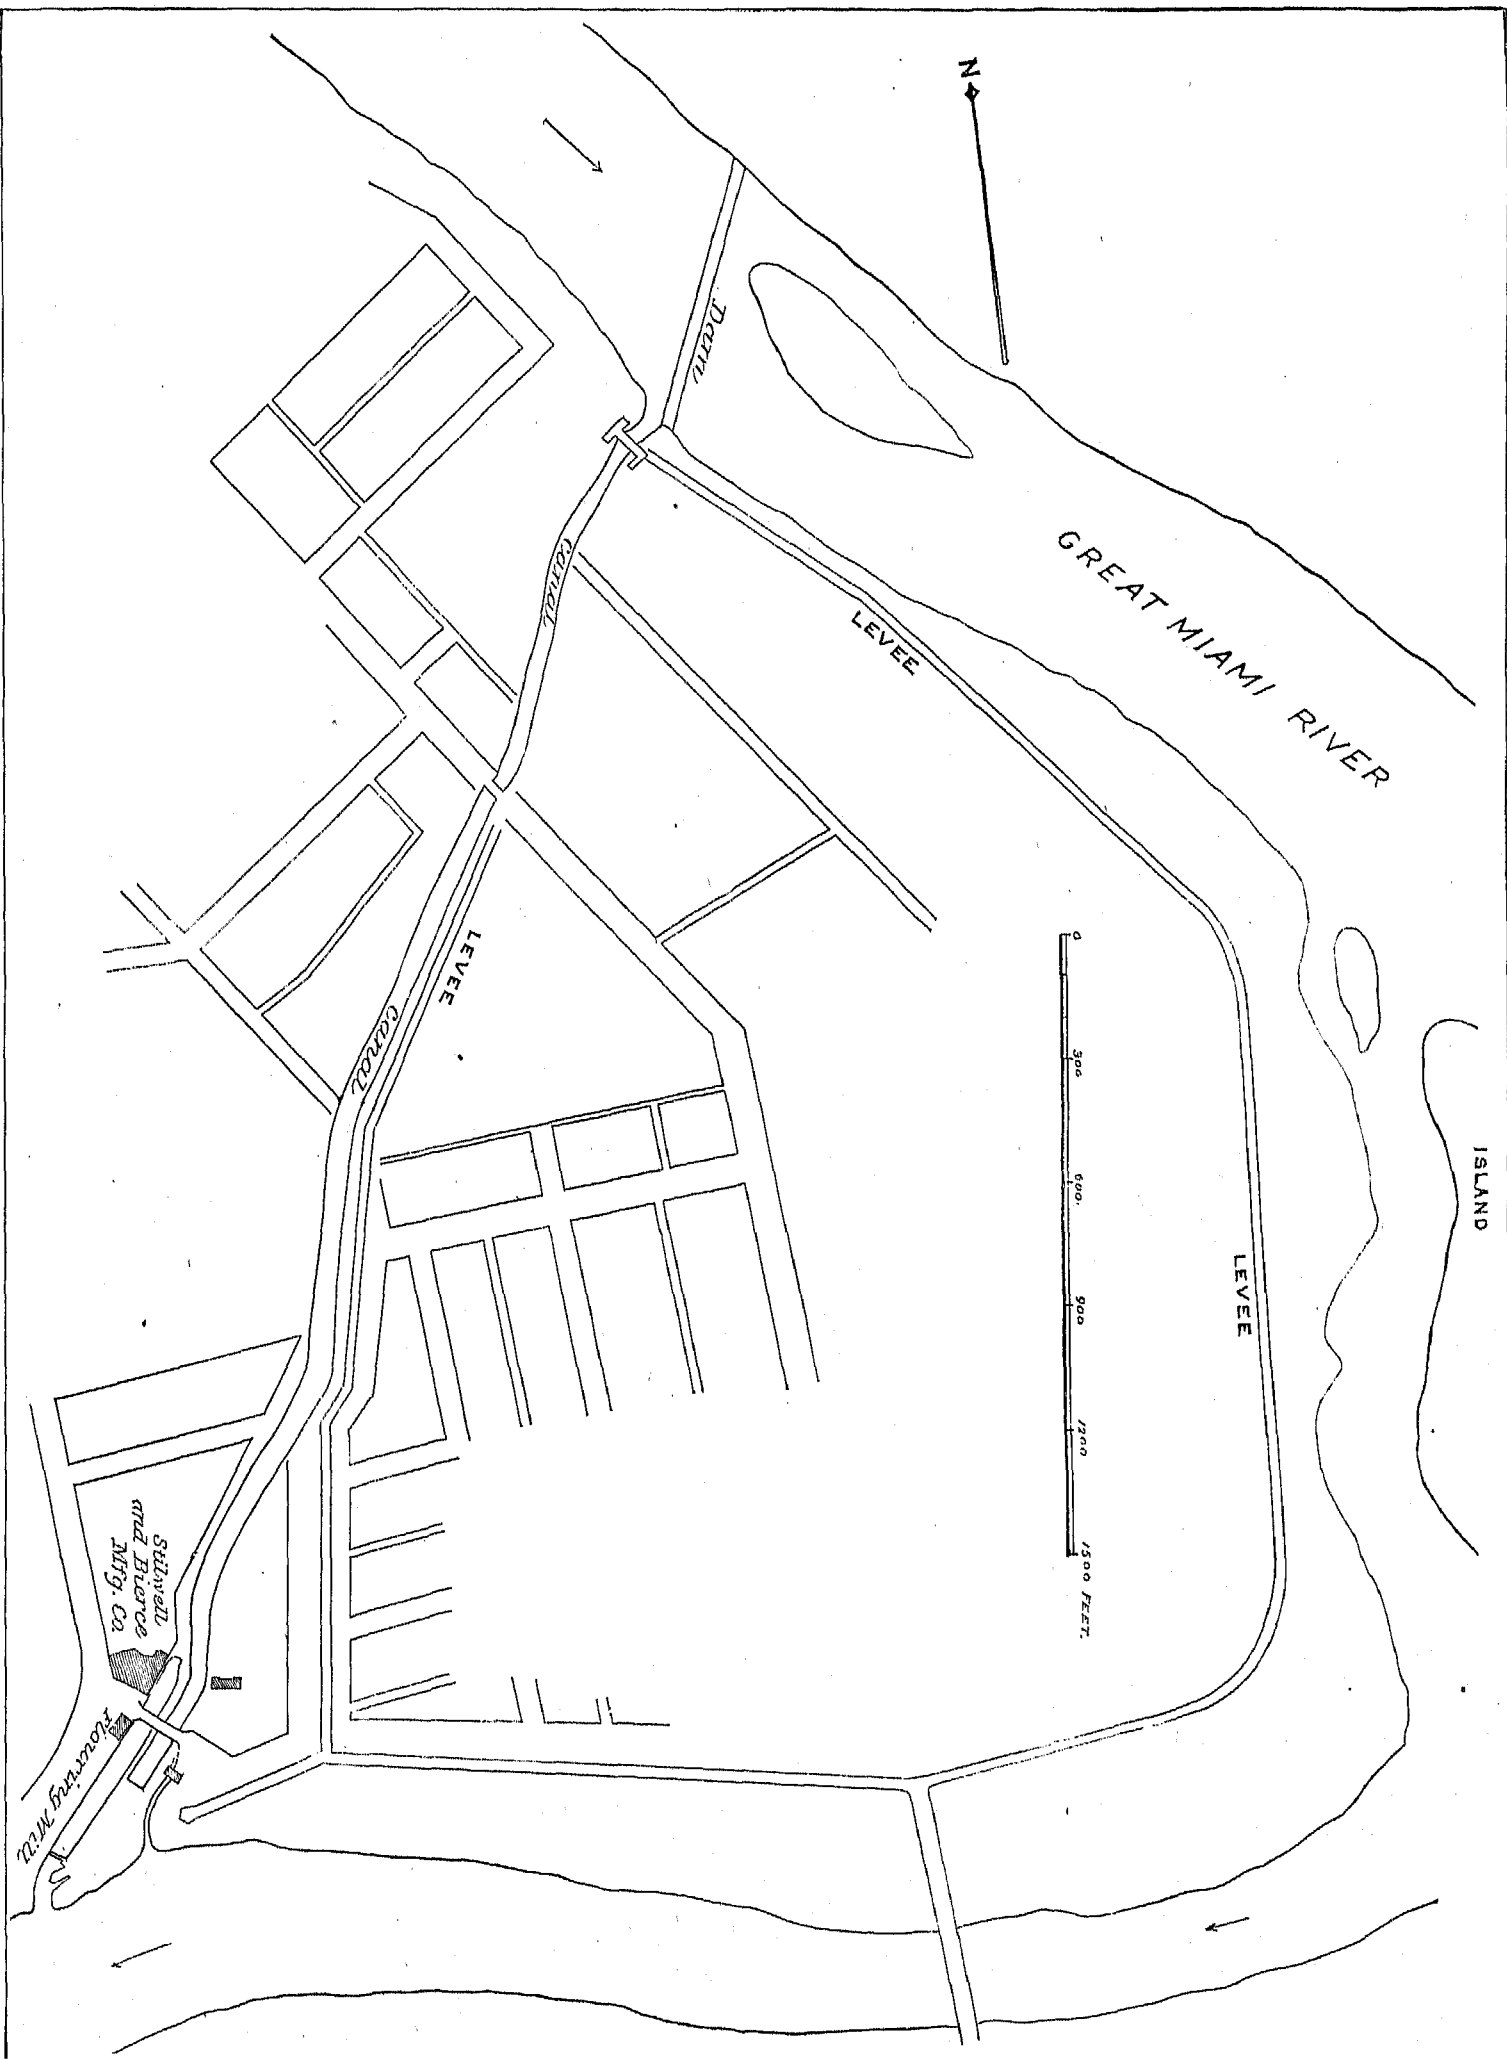 N
Dam
GREAT MIAMI RIVER
LEVEE
Canal
LEVEE
Canal
0 300 600 900 1200 1500 FEET.
ISLAND
LEVEE
Stilwell
and Bierce
Mfg. Co.
Flouring Mill